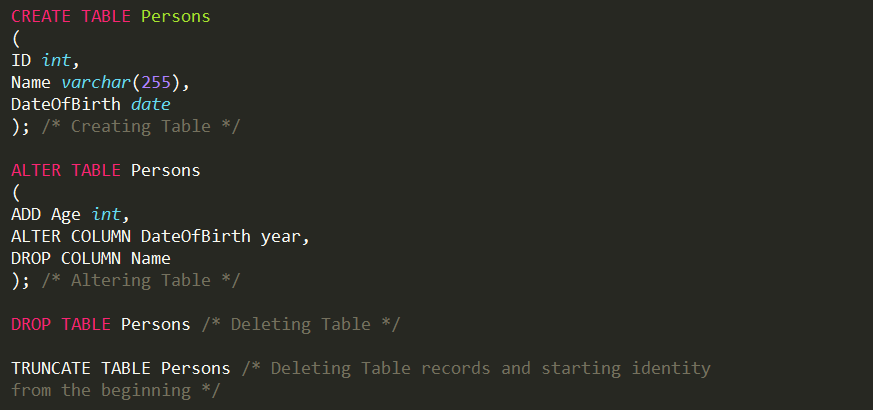 CREATE TABLE Persons
(
ID int,
Name varchar(255),
DateOfBirth date
); /* Creating Table */
ALTER TABLE Persons
(
ADD Age int,
ALTER COLUMN DateOfBirth year,
DROP COLUMN Name
); /* Altering Table */
DROP TABLE Persons /* Deleting Table */
TRUNCATE TABLE Persons /* Deleting Table records and starting identity
from the beginning */